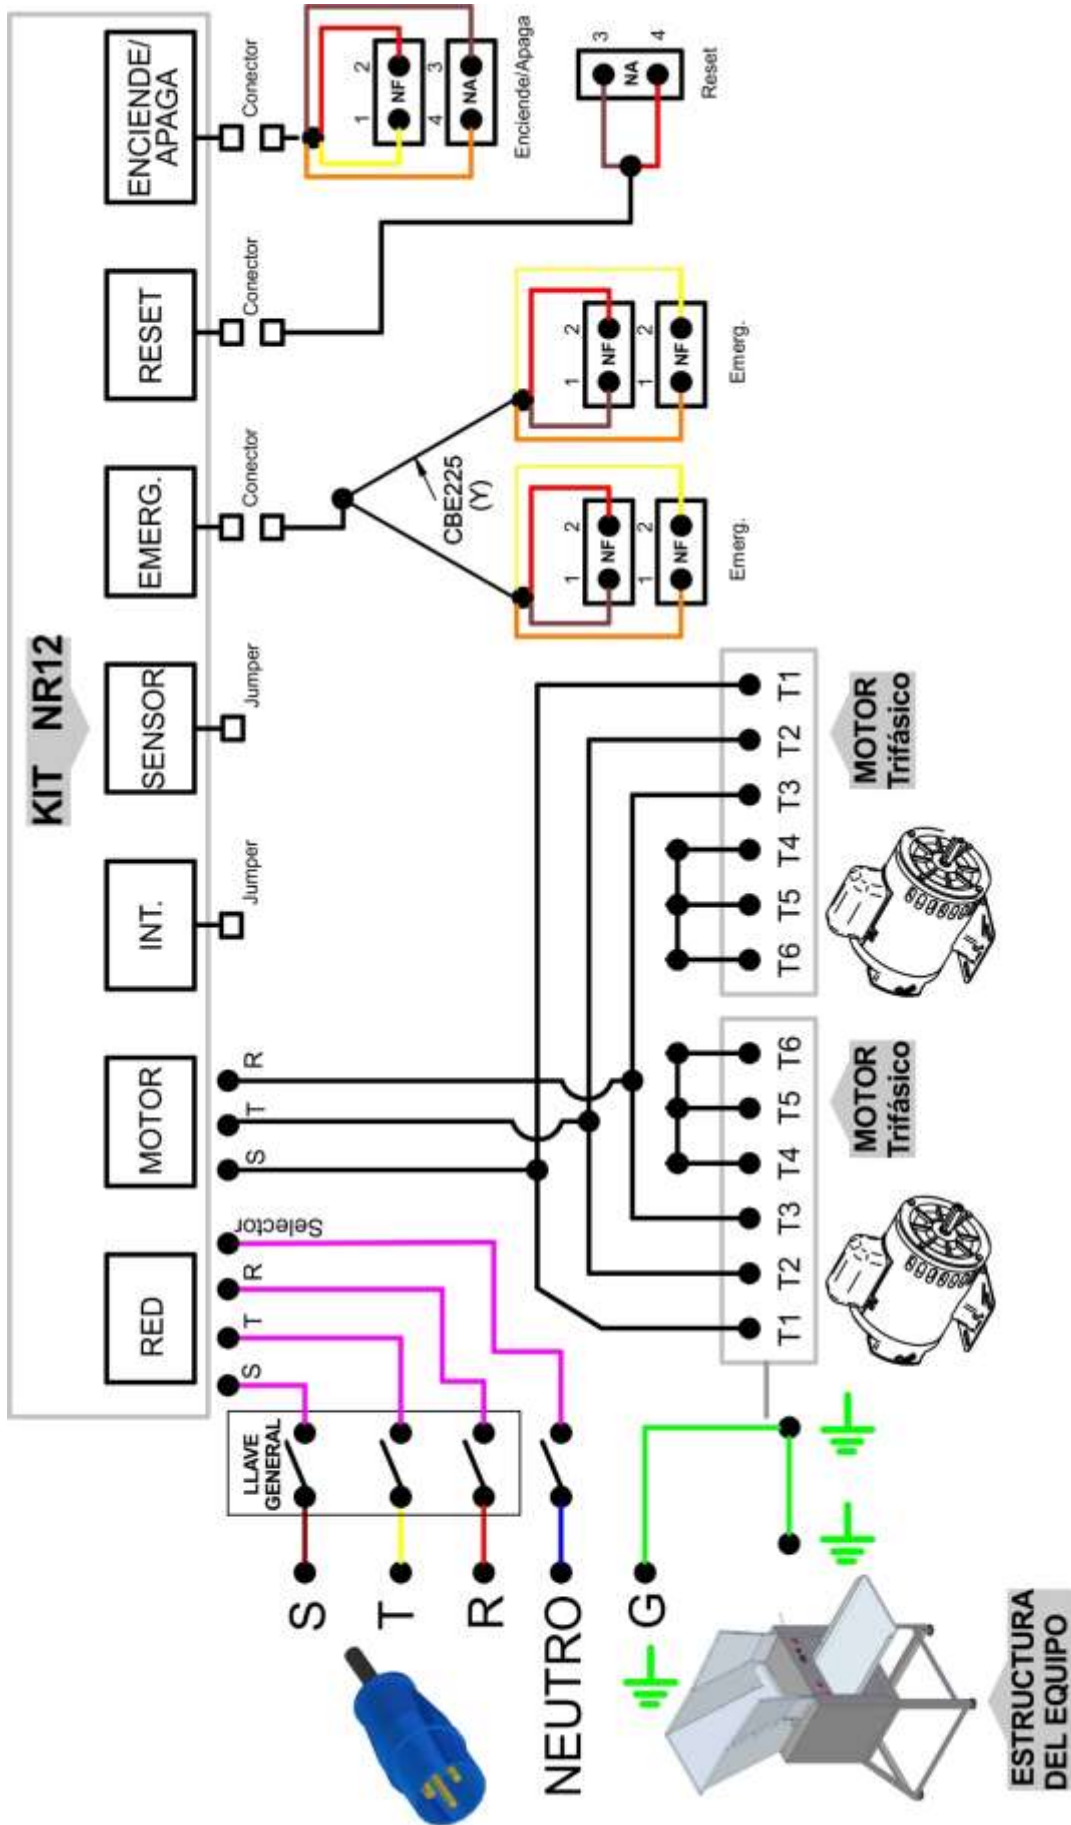 KIT NR12
RED
MOTOR
INT.
SENSOR
EMERG.
RESET
ENCIENDE/
APAGA
S
T
R
Selector
S
T
R
Jumper
Jumper
Conector
Conector
Conector
LLAVE
GENERAL
S
T
R
NEUTRO
G
CBE225
(Y)
1
NF
2
1
NF
2
Emerg.
1
NF
2
1
NF
2
Emerg.
1
NF
2
4
NA
3
Enciende/Apaga
3
NA
4
Reset
T1
T2
T3
T4
T5
T6
MOTOR
Trifásico
T6
T5
T4
T3
T2
T1
MOTOR
Trifásico
ESTRUCTURA
DEL EQUIPO